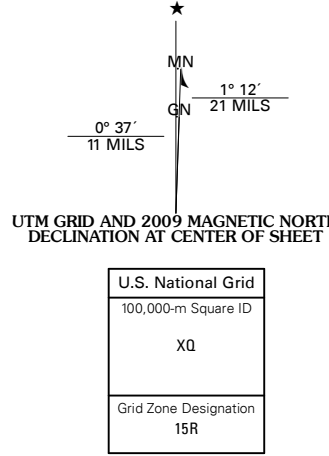 ★
MN
1° 12´
21 MILS
GN
0° 37´
11 MILS
UTM GRID AND 2009 MAGNETIC NORTH
DECLINATION AT CENTER OF SHEET
U.S. National Grid
100,000-m Square ID
XQ
Grid Zone Designation
15R